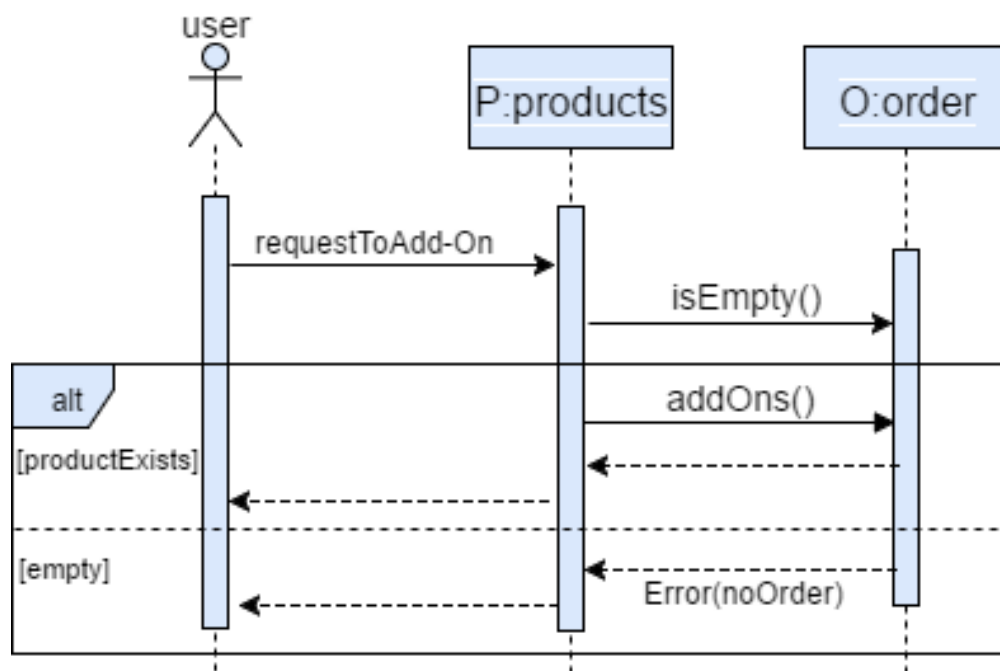 user
P:products
O:order
requestToAdd-On
isEmpty()
alt
addOns()
[productExists]
[empty]
Error(noOrder)